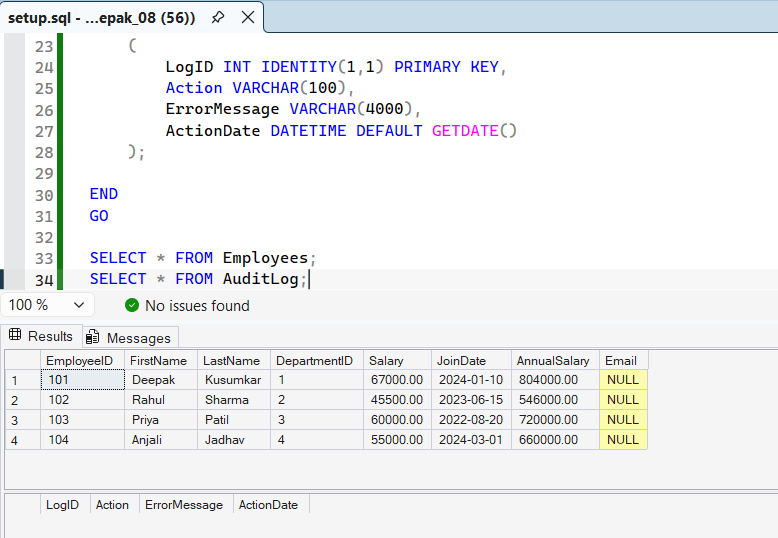 setup.sql - ...epak_08 (56))
23 (
24 LogID INT IDENTITY(1,1) PRIMARY KEY,
25 Action VARCHAR(100),
26 ErrorMessage VARCHAR(4000),
27 ActionDate DATETIME DEFAULT GETDATE()
28 );
29
30 END
31 GO
32
33 SELECT * FROM Employees;
34 SELECT * FROM AuditLog;
100 % No issues found
Results Messages
EmployeeID FirstName LastName DepartmentID Salary JoinDate AnnualSalary Email
1 101 Deepak Kusumkar 1 67000.00 2024-01-10 804000.00 NULL
2 102 Rahul Sharma 2 45500.00 2023-06-15 546000.00 NULL
3 103 Priya Patil 3 60000.00 2022-08-20 720000.00 NULL
4 104 Anjali Jadhav 4 55000.00 2024-03-01 660000.00 NULL
LogID Action ErrorMessage ActionDate